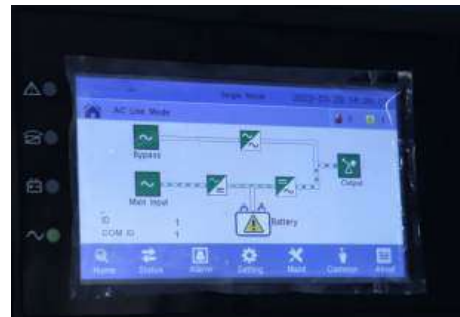 Single Mode
AC Line Mode
Bypass
Main Input
Output
Battery
ID 1
COM ID 1
Home Status Alarm Setting Maint Common About